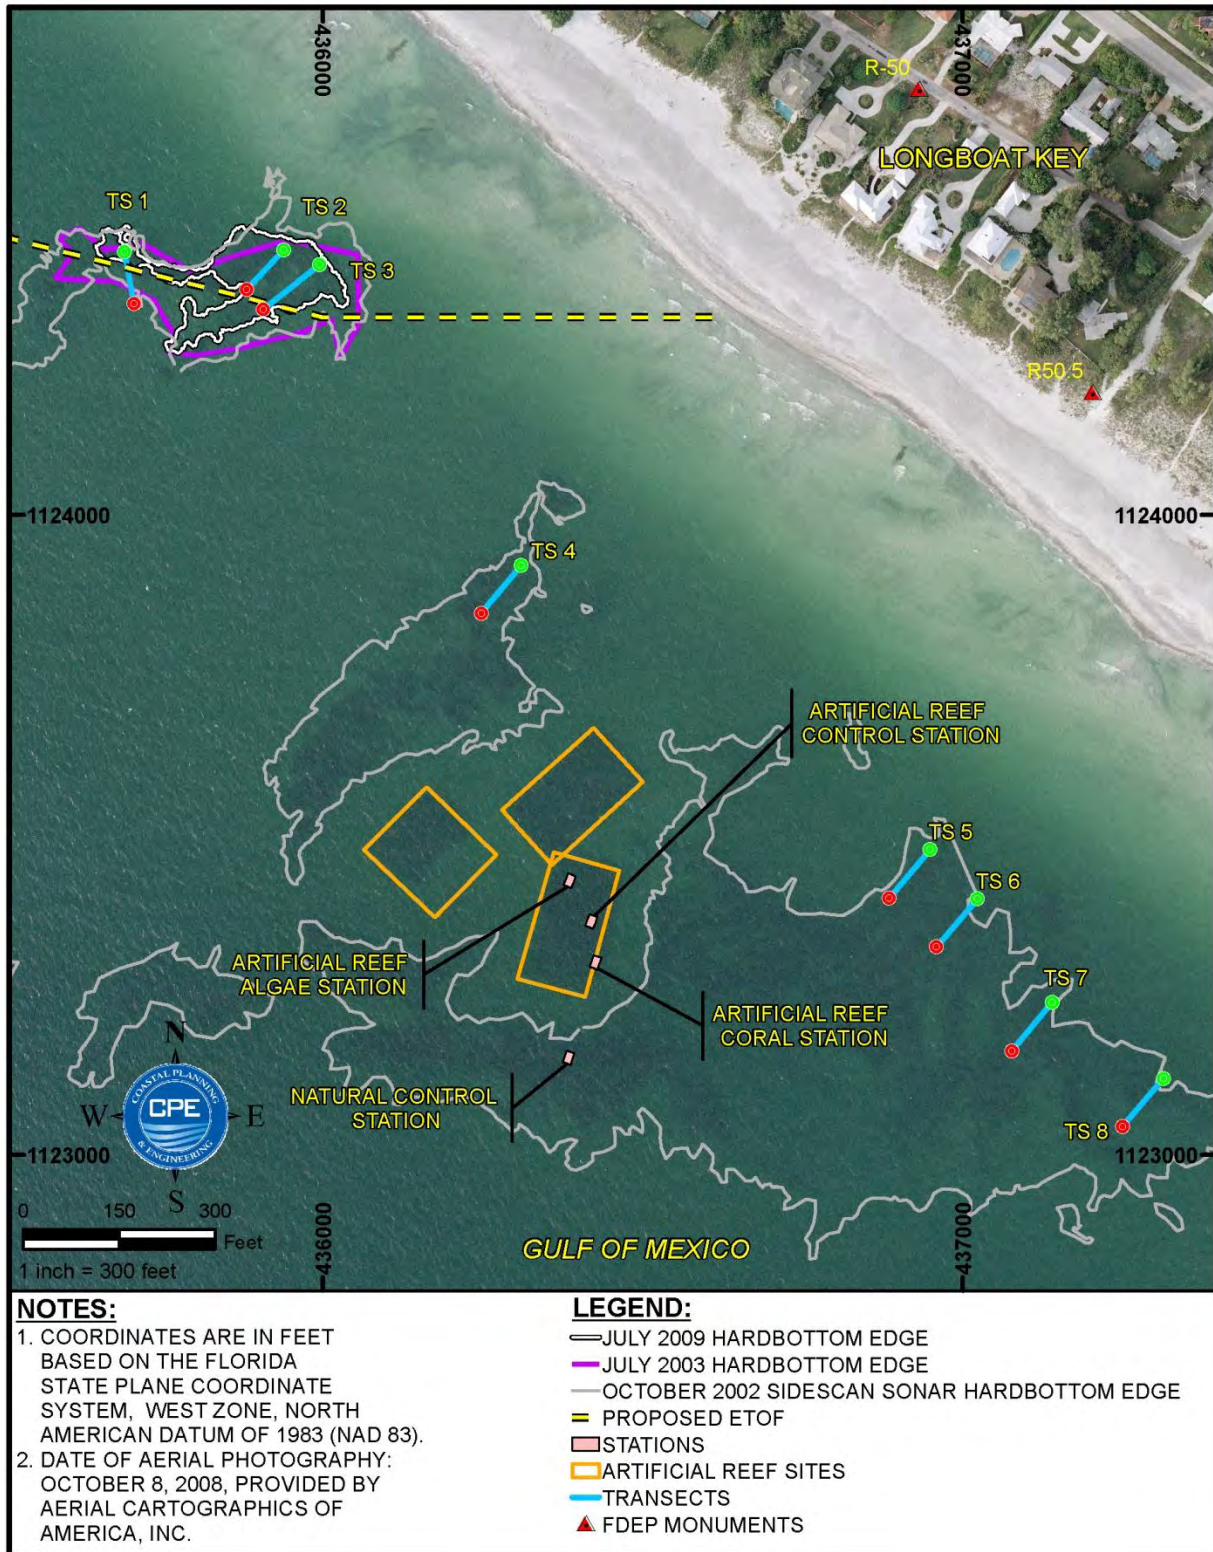 436000
437000
R-50
LONGBOAT KEY
TS 1
TS 2
TS 3
R50.5
1124000
1124000
TS 4
ARTIFICIAL REEF
CONTROL STATION
TS 5
TS 6
ARTIFICIAL REEF
ALGAE STATION
TS 7
ARTIFICIAL REEF
CORAL STATION
NATURAL CONTROL
STATION
TS 8
N
W
E
S
COASTAL PLANNING
CPE
& ENGINEERING
1123000
1123000
0 150 300
Feet
1 inch = 300 feet
436000
437000
GULF OF MEXICO
NOTES:
1. COORDINATES ARE IN FEET
BASED ON THE FLORIDA
STATE PLANE COORDINATE
SYSTEM, WEST ZONE, NORTH
AMERICAN DATUM OF 1983 (NAD 83).
2. DATE OF AERIAL PHOTOGRAPHY:
OCTOBER 8, 2008, PROVIDED BY
AERIAL CARTOGRAPHICS OF
AMERICA, INC.
LEGEND:
JULY 2009 HARDBOTTOM EDGE
JULY 2003 HARDBOTTOM EDGE
OCTOBER 2002 SIDESCAN SONAR HARDBOTTOM EDGE
PROPOSED ETOF
STATIONS
ARTIFICIAL REEF SITES
TRANSECTS
FDEP MONUMENTS